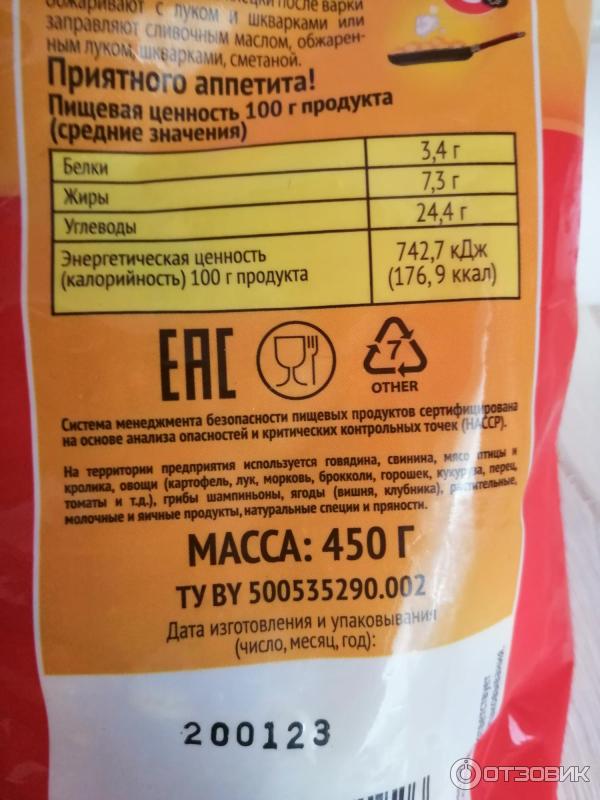 обжаривают с луком и шкварками или
заправляют сливочным маслом, обжарен-
ным луком, шкварками, сметаной.
Приятного аппетита!
Пищевая ценность 100 г продукта
(средние значения)
Белки 3,4 г
Жиры 7,3 г
Углеводы 24,4 г
Энергетическая ценность 742,7 кДж
(калорийность) 100 г продукта (176,9 ккал)
EAC
7
OTHER
Система менеджмента безопасности пищевых продуктов сертифицирована
на основе анализа опасностей и критических контрольных точек (НАССР).
На территории предприятия используется говядина, свинина, мясо птицы и
кролика, овощи (картофель, лук, морковь, брокколи, горошек, кукуруза, перец,
томаты и т.д.), грибы шампиньоны, ягоды (вишня, клубника), растительные,
молочные и яичные продукты, натуральные специи и пряности.
МАССА: 450 Г
ТУ BY 500535290.002
Дата изготовления и упаковывания
(число, месяц, год):
200123
ОТЗОВИК